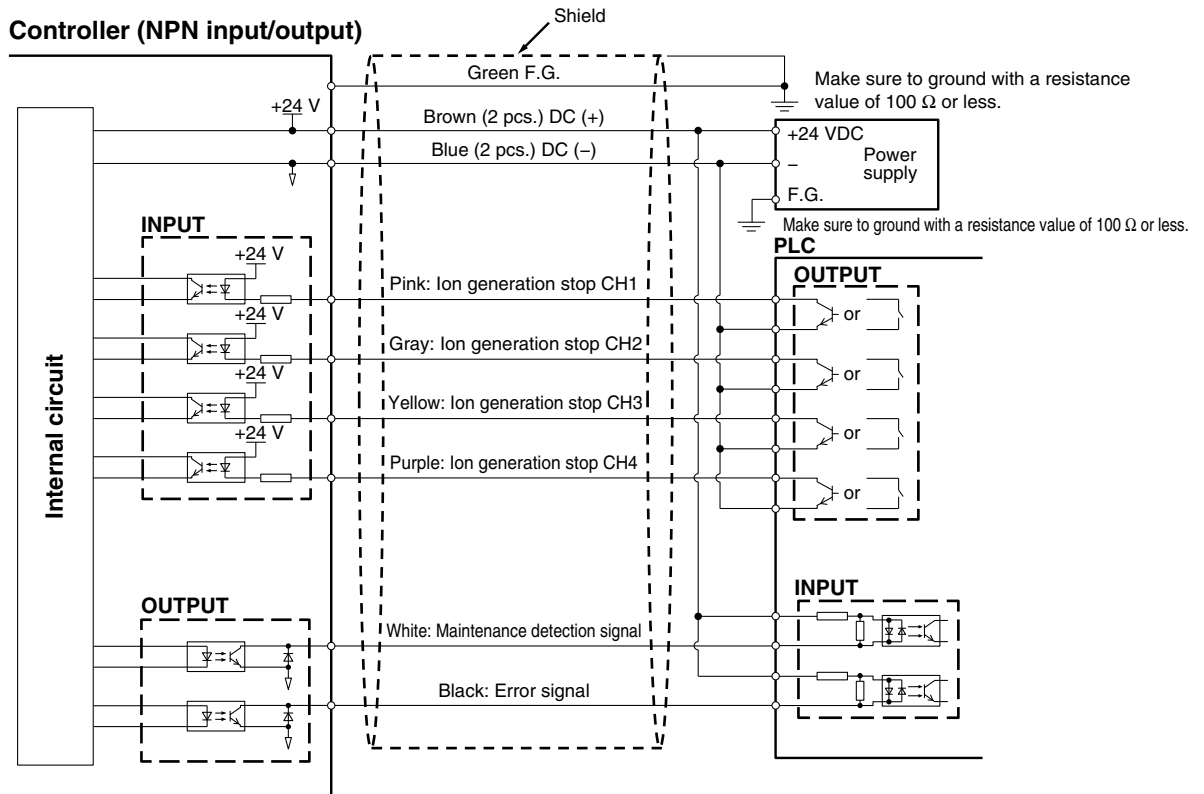 Controller (NPN input/output)
Shield
Green F.G.
Make sure to ground with a resistance
value of 100 Ω or less.
+24 V
Brown (2 pcs.) DC (+)
+24 VDC
Blue (2 pcs.) DC (−)
−
Power
supply
F.G.
Make sure to ground with a resistance value of 100 Ω or less.
INPUT
PLC
+24 V
OUTPUT
Pink: Ion generation stop CH1
or
+24 V
Gray: Ion generation stop CH2
or
+24 V
Yellow: Ion generation stop CH3
or
+24 V
Purple: Ion generation stop CH4
or
Internal circuit
INPUT
OUTPUT
White: Maintenance detection signal
Black: Error signal